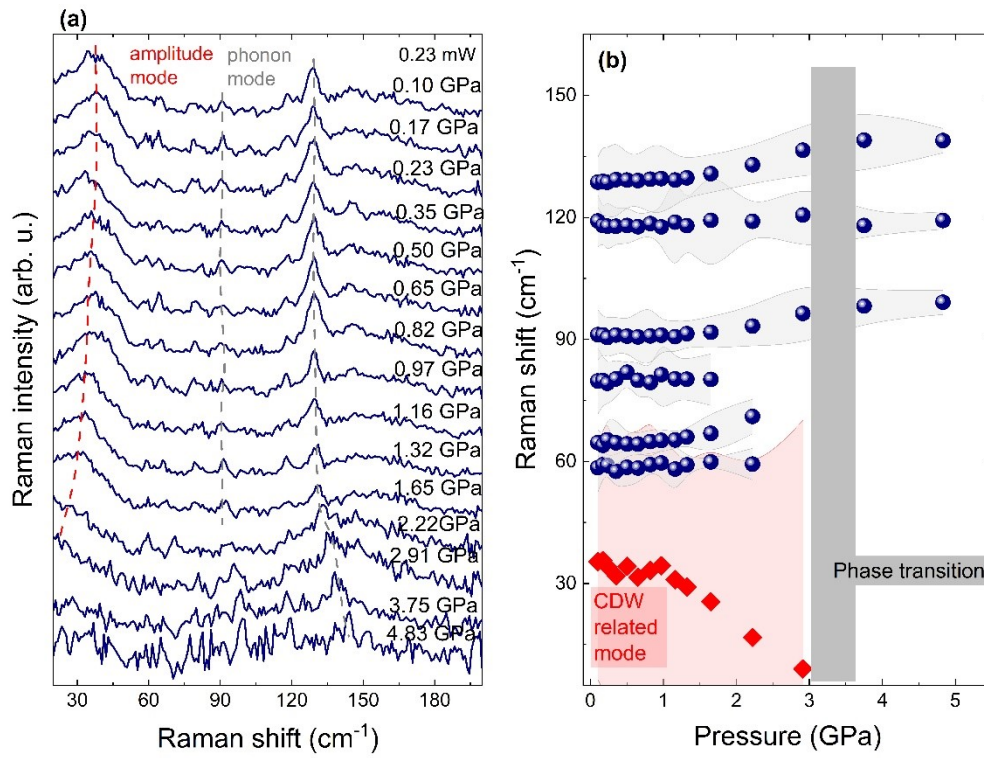 (a)
amplitude
mode
phonon
mode
0.23 mW
0.10 GPa
0.17 GPa
0.23 GPa
0.35 GPa
0.50 GPa
0.65 GPa
0.82 GPa
0.97 GPa
1.16 GPa
1.32 GPa
1.65 GPa
2.22GPa
2.91 GPa
3.75 GPa
4.83 GPa
Raman intensity (arb. u.)
30 60 90 120 150 180
Raman shift (cm⁻¹)
(b)
150
120
90
60
30
Raman shift (cm⁻¹)
CDW
related
mode
Phase transition
0 1 2 3 4 5
Pressure (GPa)